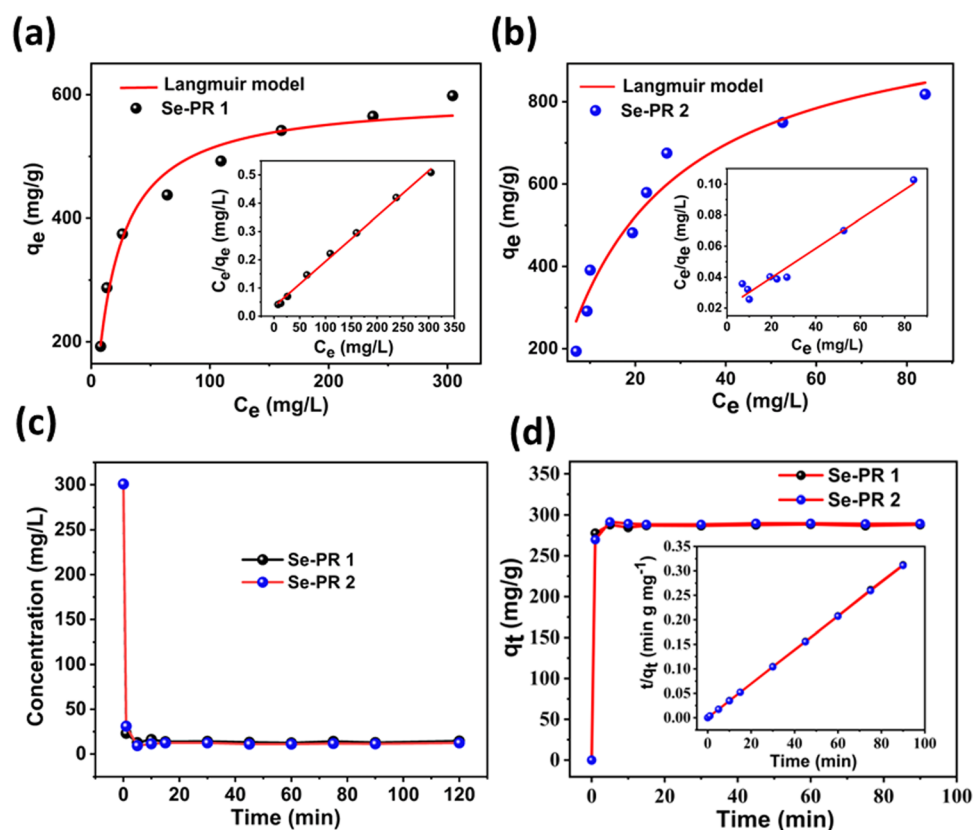 (a)
Langmuir model
Se-PR 1
qe (mg/g)
600
400
200
0
100
200
300
Ce (mg/L)
Ce/qe (mg/L)
0.5
0.4
0.3
0.2
0.1
0.0
0 50 100 150 200 250 300 350
Ce (mg/L)
(b)
Langmuir model
Se-PR 2
qe (mg/g)
800
600
400
200
20
40
60
80
Ce (mg/L)
Ce/qe (mg/L)
0.10
0.08
0.06
0.04
0.02
0 20 40 60 80
Ce (mg/L)
(c)
Concentration (mg/L)
300
250
200
150
100
50
0
Se-PR 1
Se-PR 2
0 20 40 60 80 100 120
Time (min)
(d)
qt (mg/g)
350
300
250
200
150
100
50
0
Se-PR 1
Se-PR 2
0 20 40 60 80 100
Time (min)
t/qt (min g mg⁻¹)
0.35
0.30
0.25
0.20
0.15
0.10
0.05
0.00
0 20 40 60 80 100
Time (min)